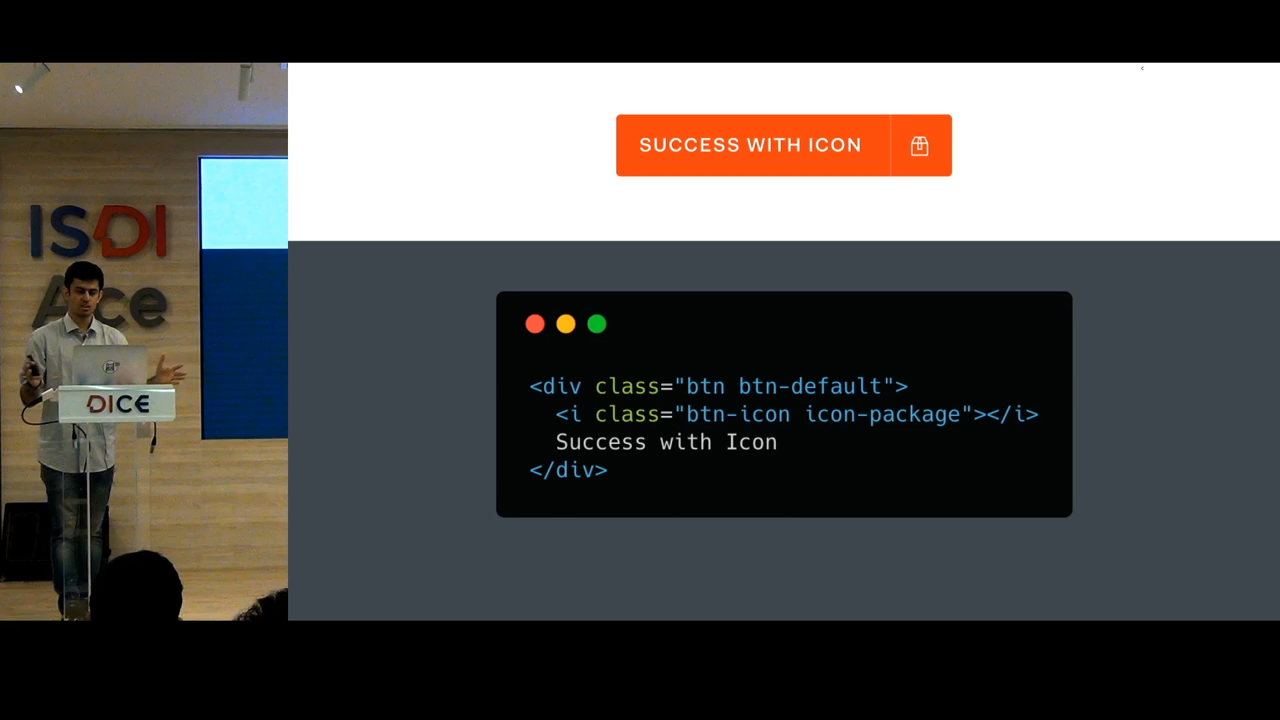 ISDI
Ace
DICE
SUCCESS WITH ICON
<div class="btn btn-default">
  <i class="btn-icon icon-package"></i>
  Success with Icon
</div>